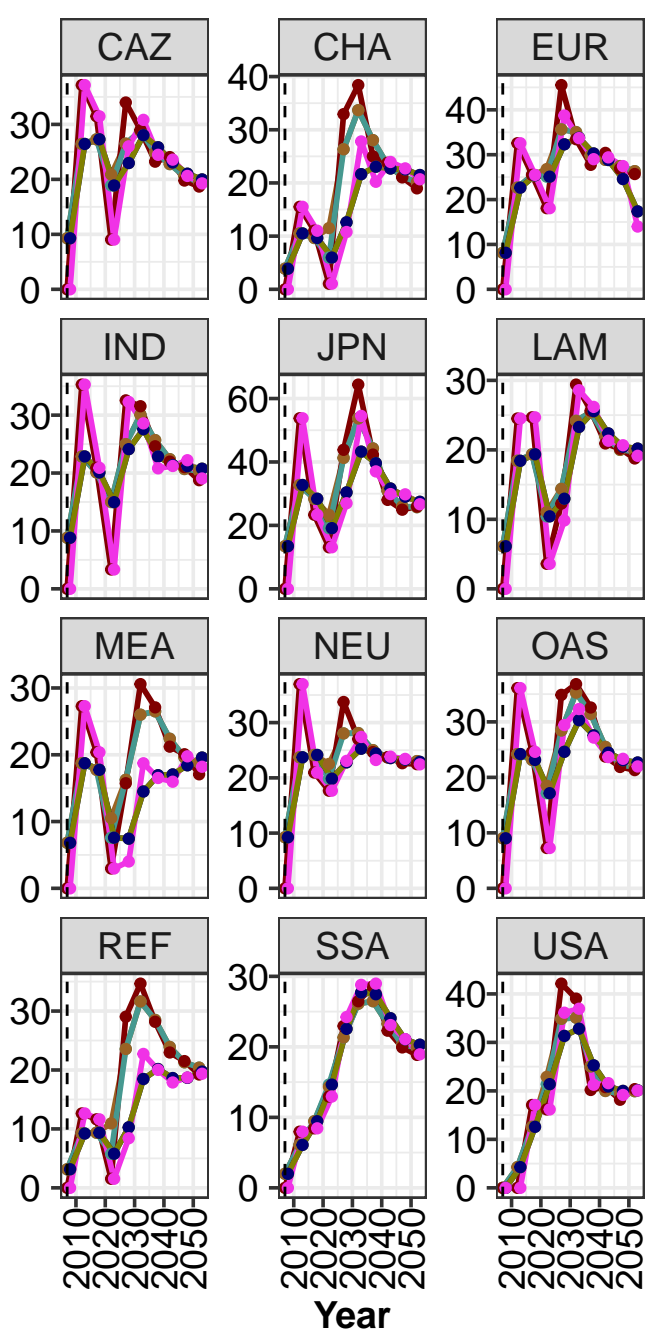 CAZ CHA EUR
40
30 30 40
20 20 30
10 10 20
0 0 10
0
IND JPN LAM
30 60 30
20 40 20
10 20 10
0 0 0
MEA NEU OAS
30 30 30
20 20 20
10 10 10
0 0 0
REF SSA USA
30 30 40
20 20 30
10 10 20
0 0 10
0
2010 2020 2030 2040 2050 2010 2020 2030 2040 2050 2010 2020 2030 2040 2050
Year